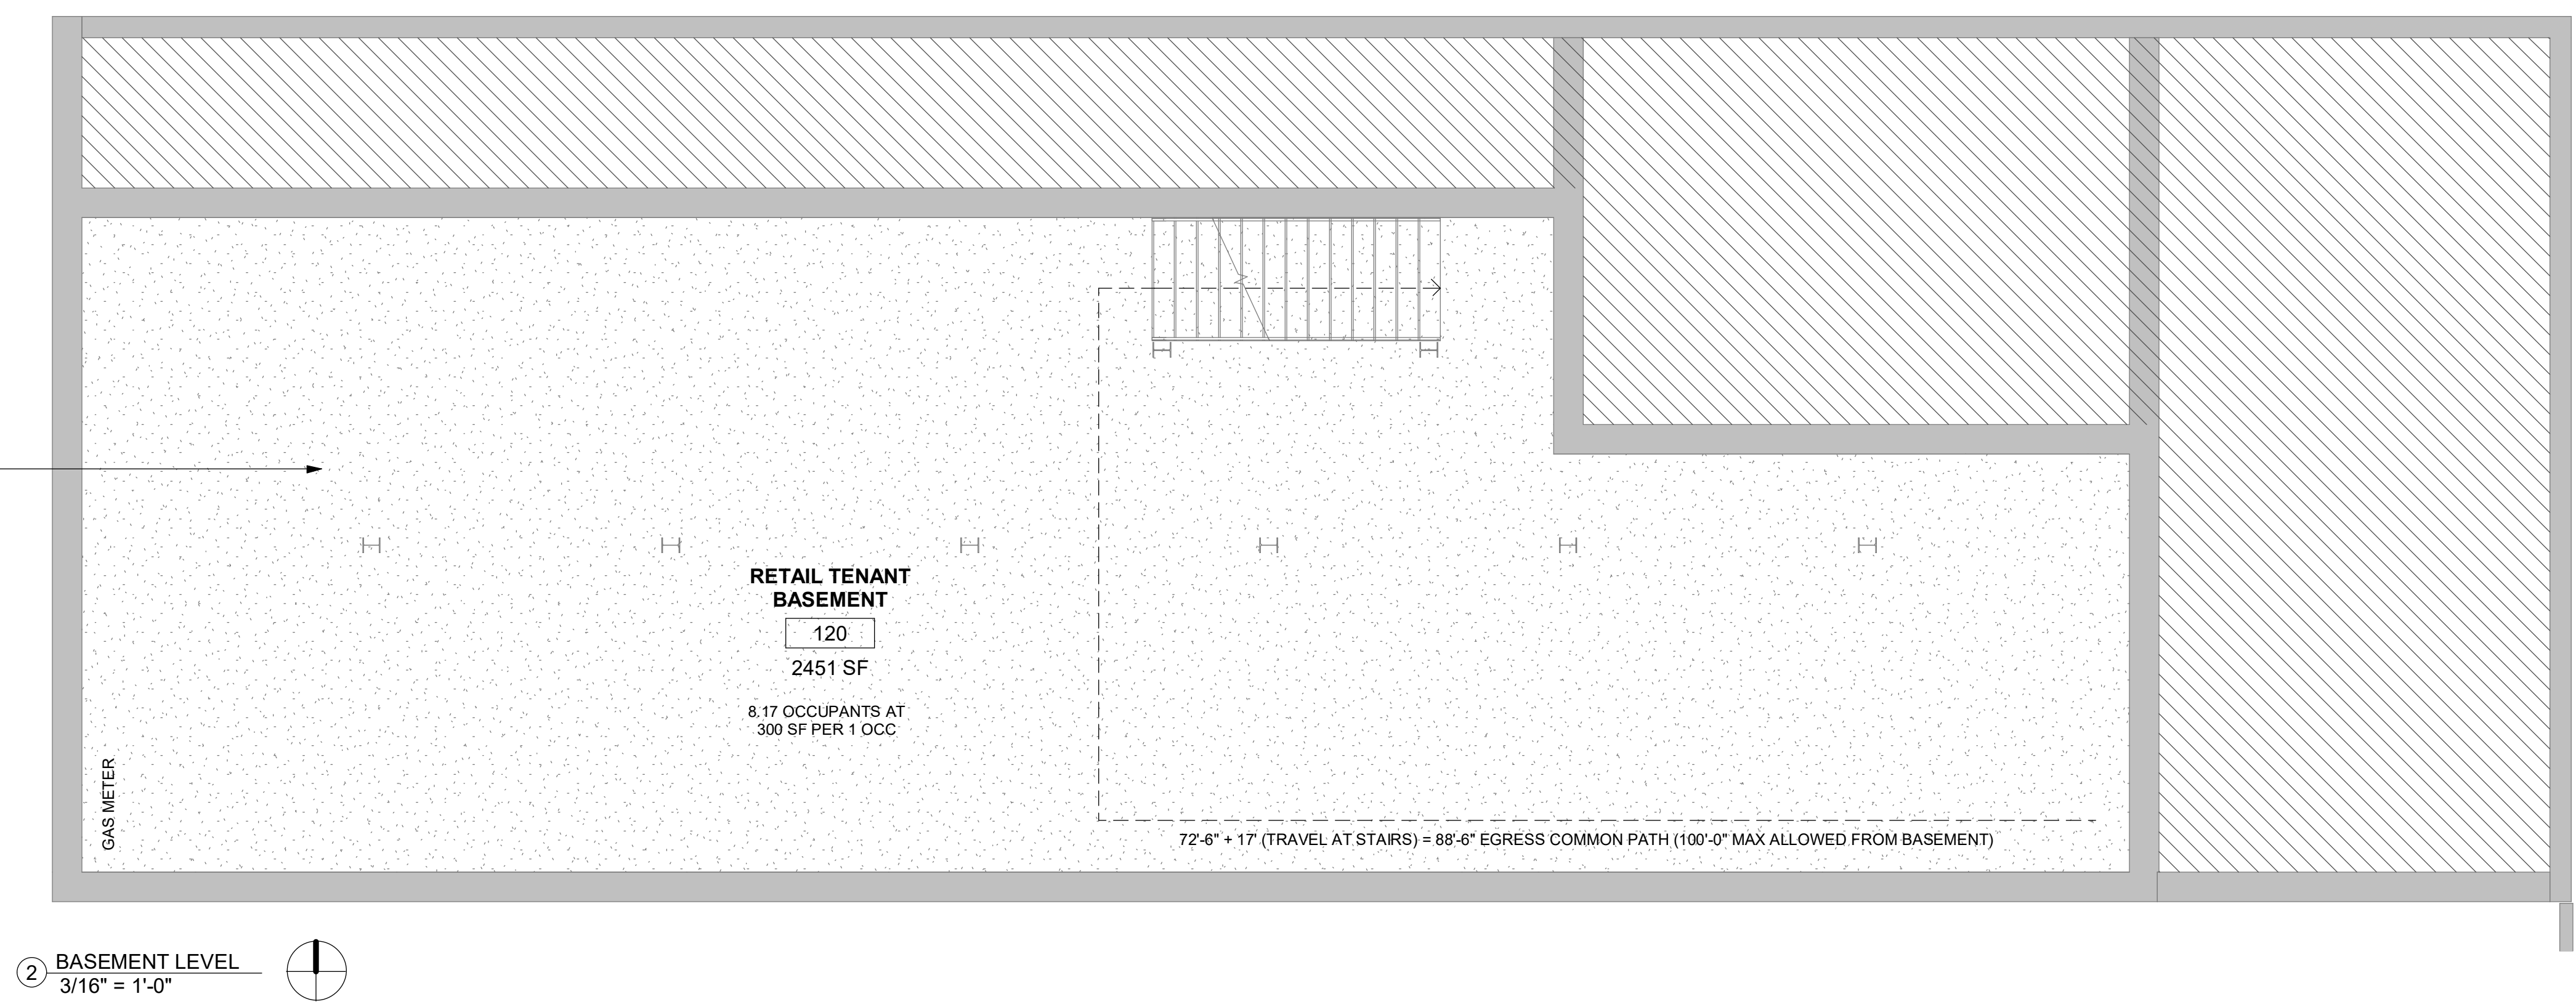 RETAIL TENANT
BASEMENT
120
2451 SF
8.17 OCCUPANTS AT
300 SF PER 1 OCC
GAS METER
72'-6" + 17' (TRAVEL AT STAIRS) = 88'-6" EGRESS COMMON PATH (100'-0" MAX ALLOWED FROM BASEMENT)
2 BASEMENT LEVEL
3/16" = 1'-0"